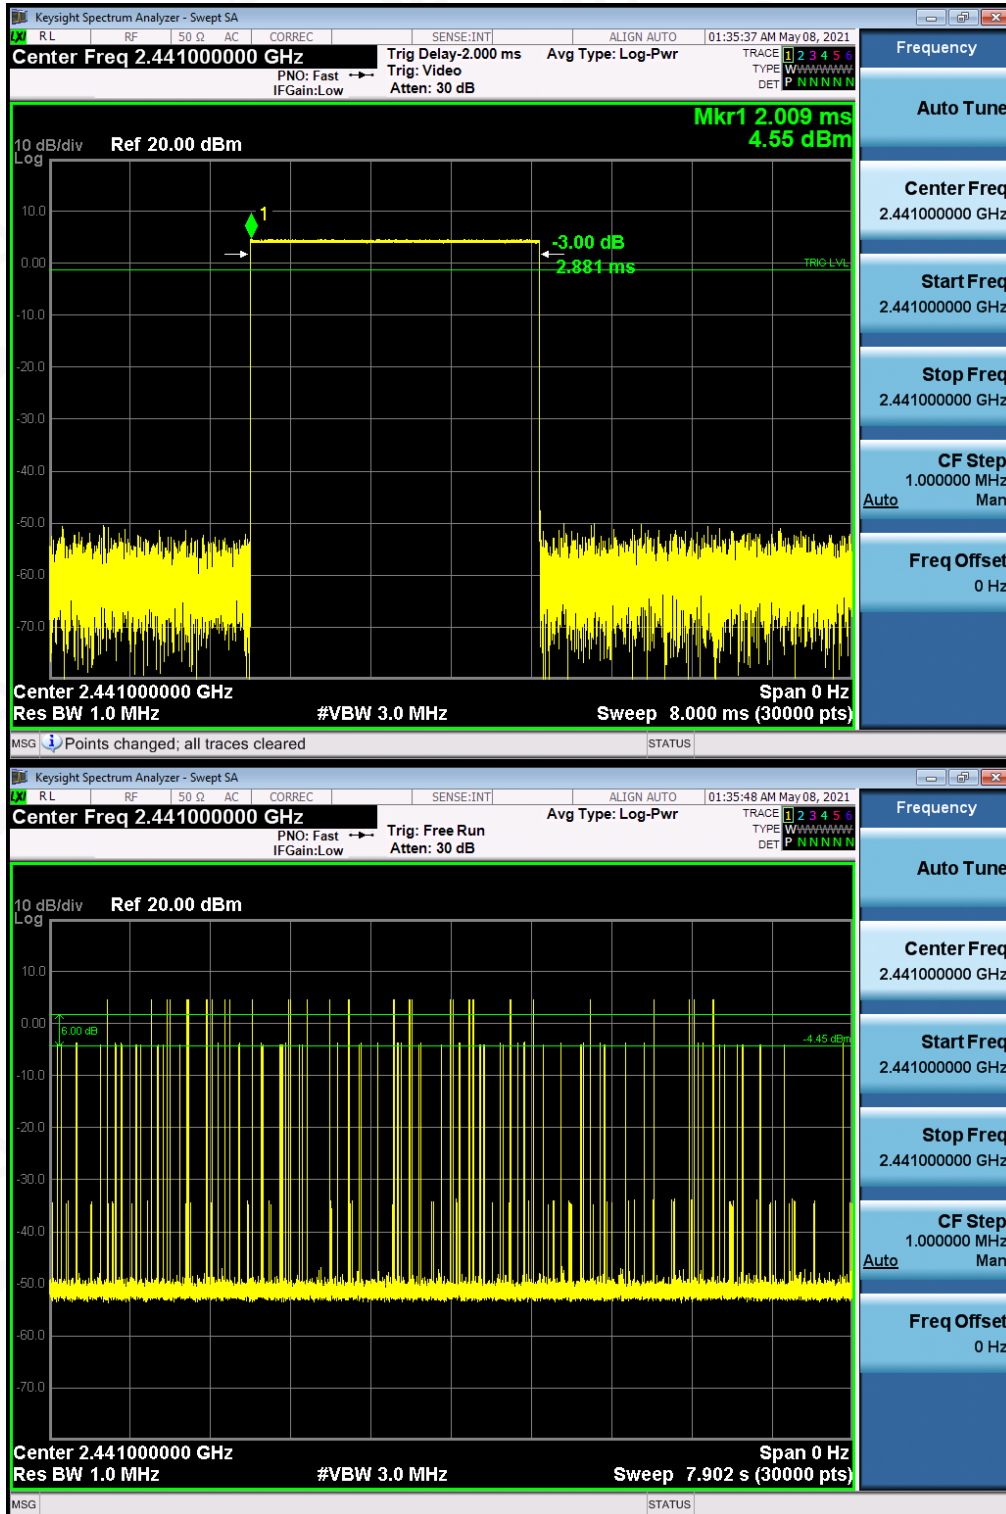 Keysight Spectrum Analyzer - Swept SA
LXI RL RF 50 Ω AC CORREC SENSE:INT ALIGN AUTO 01:35:37 AM May 08, 2021
Center Freq 2.441000000 GHz
PNO: Fast
IFGain:Low
Trig Delay-2.000 ms
Trig: Video
Atten: 30 dB
Avg Type: Log-Pwr
TRACE 1 2 3 4 5 6
TYPE WWWWWW
DET P N N N N N
Frequency
Mkr1 2.009 ms
4.55 dBm
10 dB/div Ref 20.00 dBm
Log
10.0
0.00
-10.0
-20.0
-30.0
-40.0
-50.0
-60.0
-70.0
1
-3.00 dB
2.881 ms
TRIG LVL
Center 2.441000000 GHz Span 0 Hz
Res BW 1.0 MHz #VBW 3.0 MHz Sweep 8.000 ms (30000 pts)
MSG Points changed; all traces cleared STATUS
Auto Tune
Center Freq
2.441000000 GHz
Start Freq
2.441000000 GHz
Stop Freq
2.441000000 GHz
CF Step
1.000000 MHz
Auto Man
Freq Offset
0 Hz
Keysight Spectrum Analyzer - Swept SA
LXI RL RF 50 Ω AC CORREC SENSE:INT ALIGN AUTO 01:35:48 AM May 08, 2021
Center Freq 2.441000000 GHz
PNO: Fast
IFGain:Low
Trig: Free Run
Atten: 30 dB
Avg Type: Log-Pwr
TRACE 1 2 3 4 5 6
TYPE WWWWWW
DET P N N N N N
Frequency
10 dB/div Ref 20.00 dBm
Log
10.0
0.00
-10.0
-20.0
-30.0
-40.0
-50.0
-60.0
-70.0
6.00 dB
-4.45 dBm
Center 2.441000000 GHz Span 0 Hz
Res BW 1.0 MHz #VBW 3.0 MHz Sweep 7.902 s (30000 pts)
MSG STATUS
Auto Tune
Center Freq
2.441000000 GHz
Start Freq
2.441000000 GHz
Stop Freq
2.441000000 GHz
CF Step
1.000000 MHz
Auto Man
Freq Offset
0 Hz